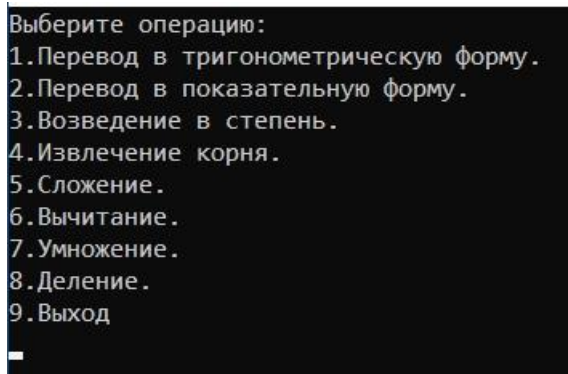 Выберите операцию:
1.Перевод в тригонометрическую форму.
2.Перевод в показательную форму.
3.Возведение в степень.
4.Извлечение корня.
5.Сложение.
6.Вычитание.
7.Умножение.
8.Деление.
9.Выход